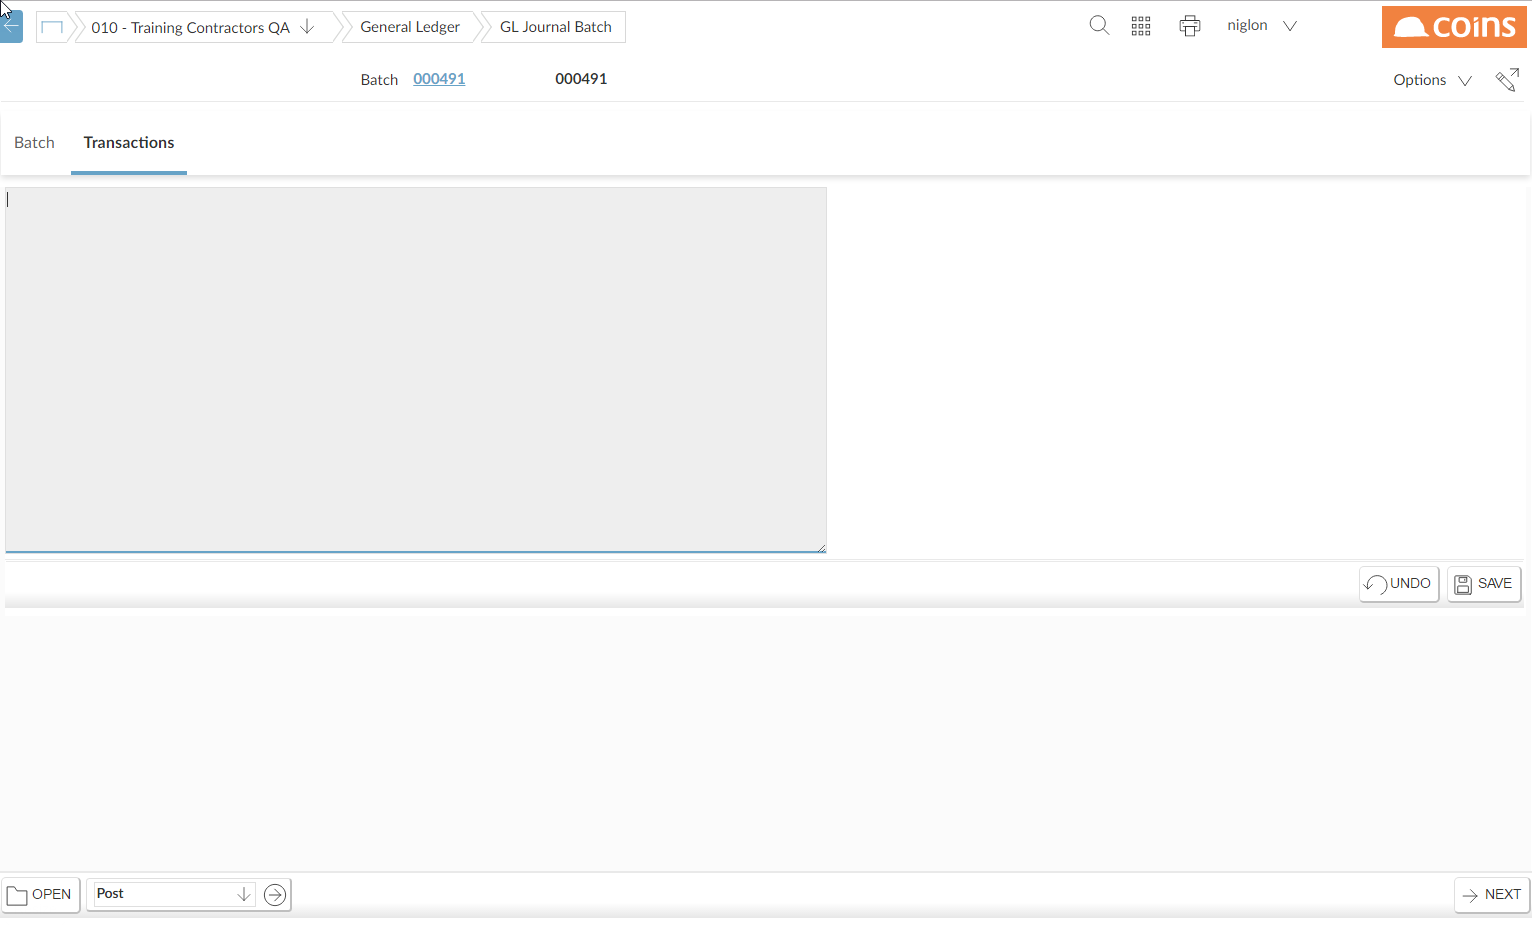 010 - Training Contractors QA General Ledger GL Journal Batch niglon coins
Batch 000491 000491 Options
Batch Transactions
UNDO SAVE
OPEN Post NEXT